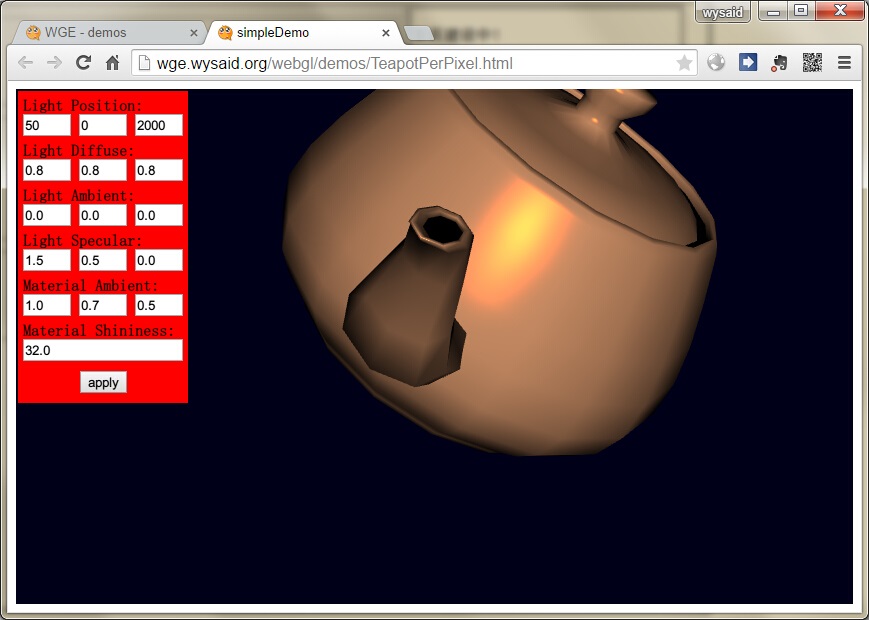 wysaid
WGE - demos
simpleDemo
wge.wysaid.org/webgl/demos/TeapotPerPixel.html
Light Position:
50 0 2000
Light Diffuse:
0.8 0.8 0.8
Light Ambient:
0.0 0.0 0.0
Light Specular:
1.5 0.5 0.0
Material Ambient:
1.0 0.7 0.5
Material Shininess:
32.0
apply